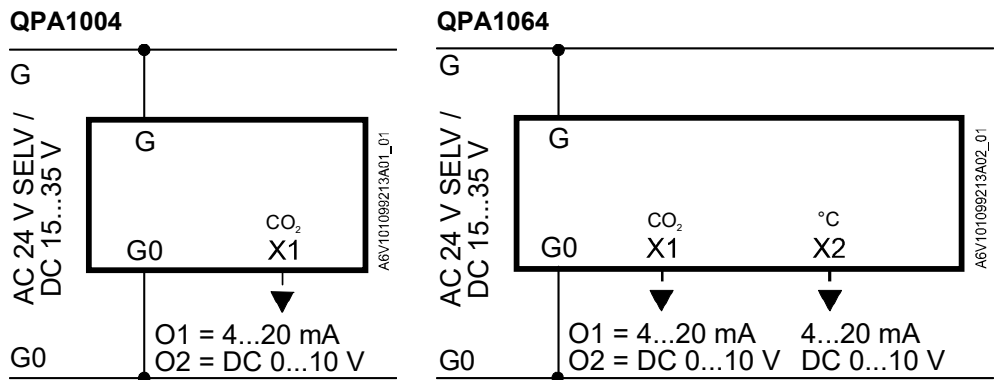 QPA1004
G
AC 24 V SELV /
DC 15...35 V
G
CO₂
G0 X1
A6V101099213A01_01
O1 = 4...20 mA
G0
O2 = DC 0...10 V
QPA1064
G
AC 24 V SELV /
DC 15...35 V
G
CO₂ °C
G0 X1 X2
A6V101099213A02_01
O1 = 4...20 mA 4...20 mA
G0
O2 = DC 0...10 V DC 0...10 V